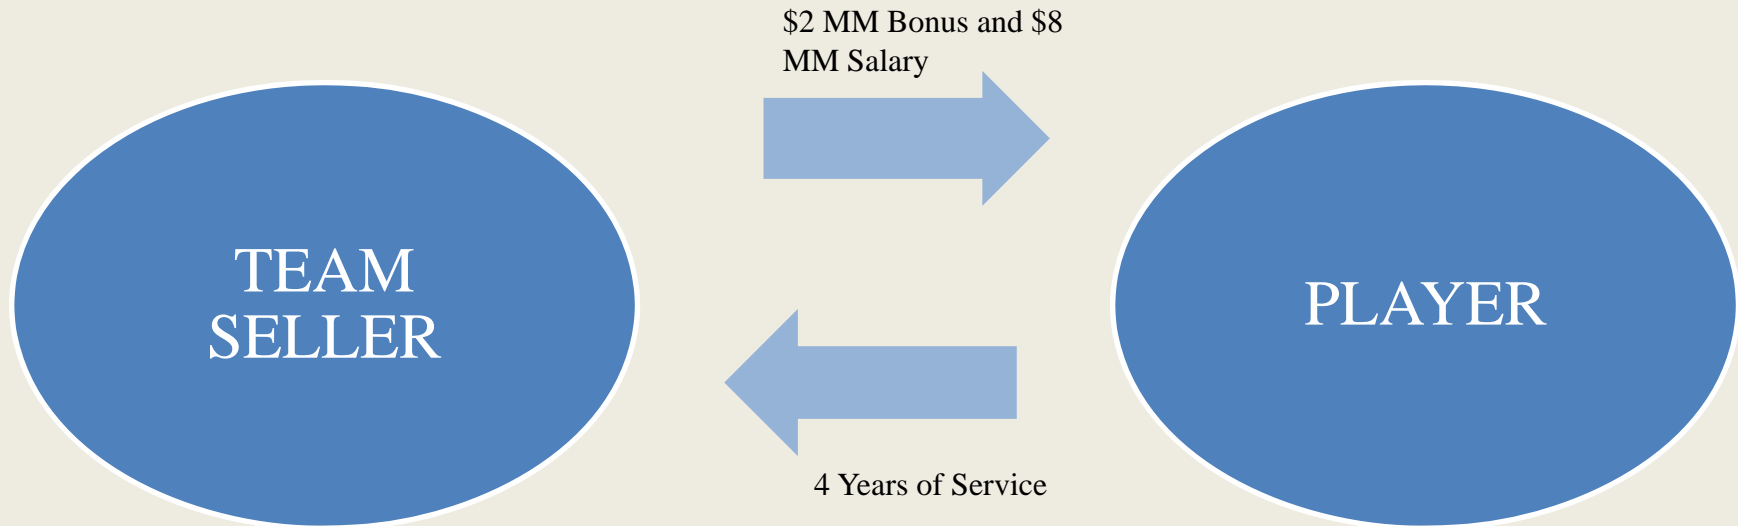 $2 MM Bonus and $8
MM Salary
TEAM
SELLER
PLAYER
4 Years of Service